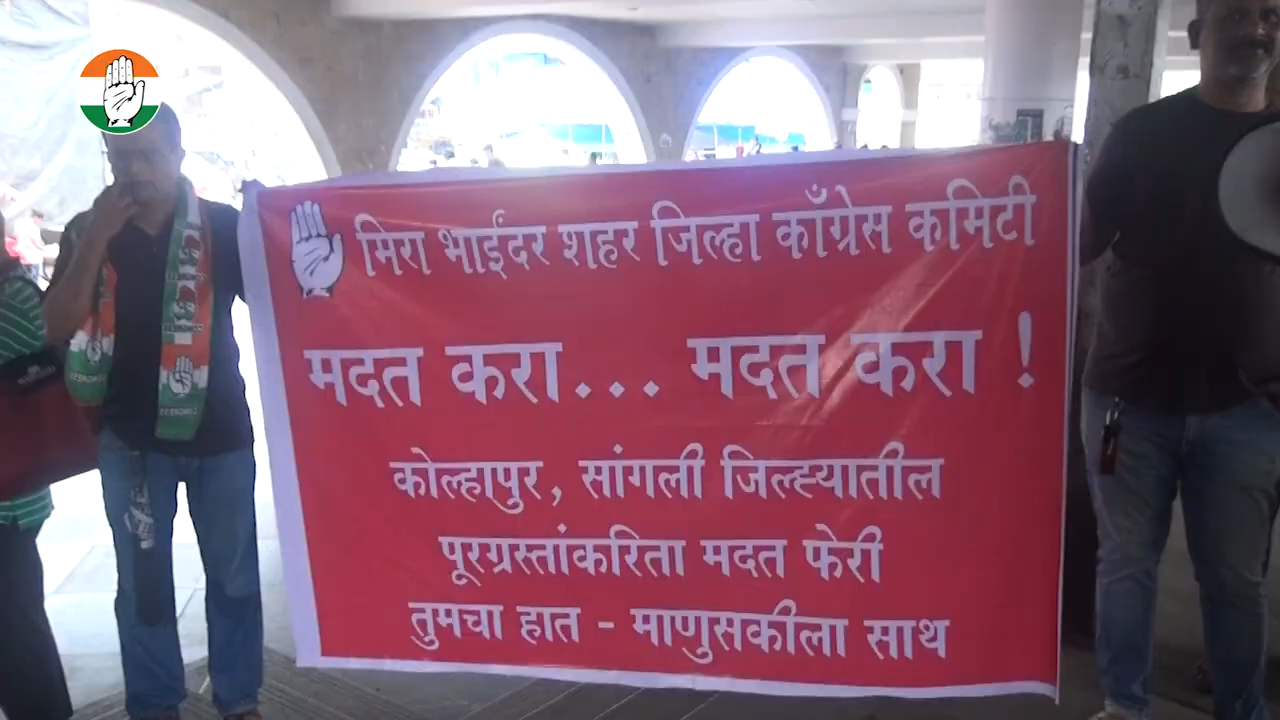 मिरा भाईंदर शहर जिल्हा काँग्रेस कमिटी
मदत करा... मदत करा !
कोल्हापुर, सांगली जिल्ह्यातील
पूरग्रस्तांकरिता मदत फेरी
तुमचा हात - माणुसकीला साथ